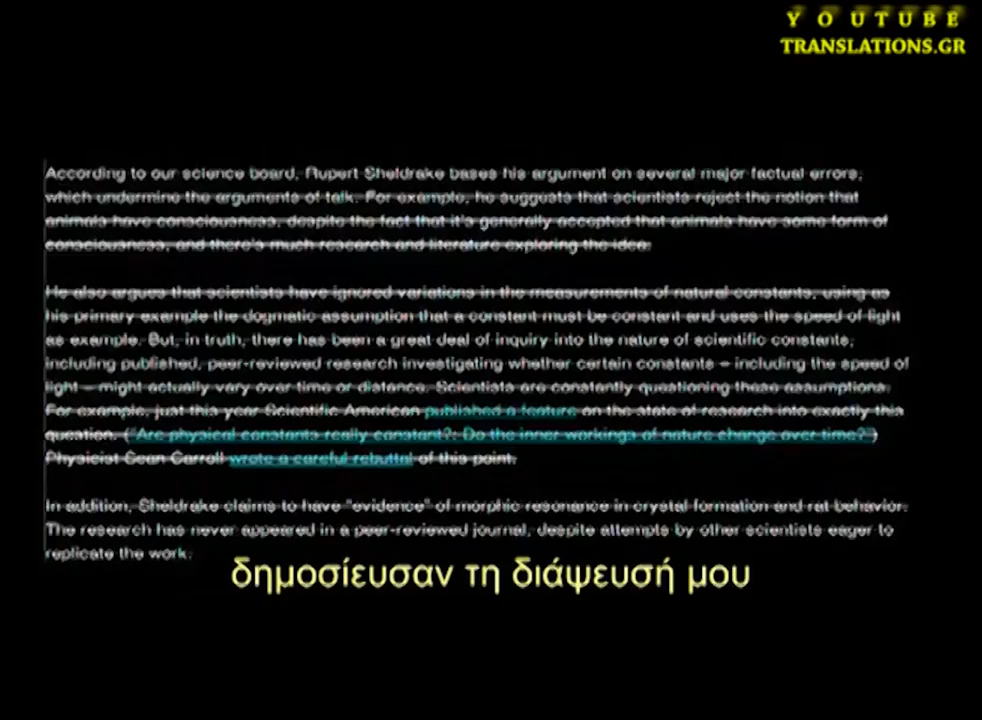 YOUTUBE
TRANSLATIONS.GR
According to our science board, Rupert Sheldrake bases his argument on several major factual errors,
which undermine the arguments of talk. For example, he suggests that scientists reject the notion that
animals have consciousness, despite the fact that it's generally accepted that animals have some form of
consciousness, and there's much research and literature exploring the idea.
He also argues that scientists have ignored variations in the measurements of natural constants, using as
his primary example the dogmatic assumption that a constant must be constant and uses the speed of light
as example. But, in truth, there has been a great deal of inquiry into the nature of scientific constants,
including published, peer-reviewed research investigating whether certain constants – including the speed of
light – might actually vary over time or distance. Scientists are constantly questioning these assumptions.
For example, just this year Scientific American published a feature on the state of research into exactly this
question. ("Are physical constants really constant?: Do the inner workings of nature change over time?")
Physicist Sean Carroll wrote a careful rebuttal of this point.
In addition, Sheldrake claims to have "evidence" of morphic resonance in crystal formation and rat behavior.
The research has never appeared in a peer-reviewed journal, despite attempts by other scientists eager to
replicate the work.
δημοσίευσαν τη διάψευσή μου